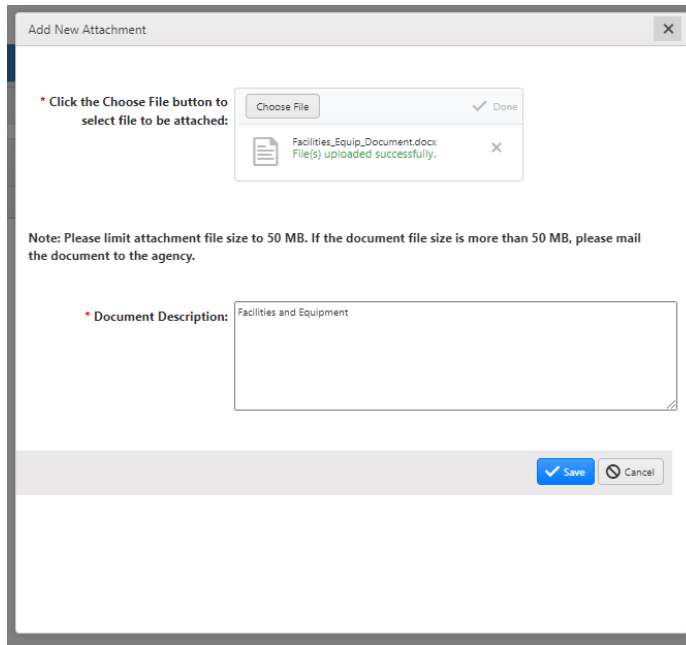 Add New Attachment
* Click the Choose File button to
select file to be attached:
Choose File
Done
Facilities_Equip_Document.docx
File(s) uploaded successfully.
Note: Please limit attachment file size to 50 MB. If the document file size is more than 50 MB, please mail
the document to the agency.
* Document Description:
Facilities and Equipment
Save
Cancel